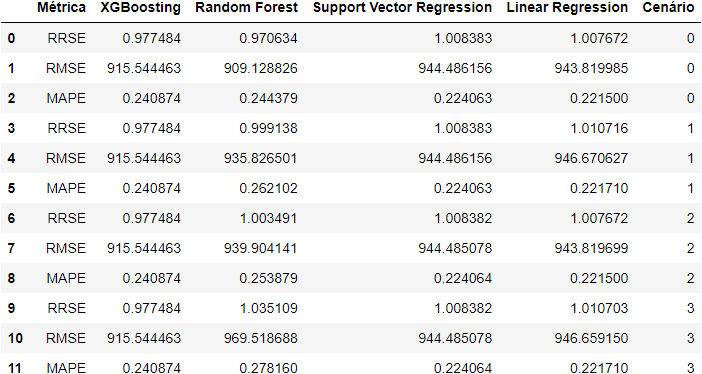 Métrica XGBoosting Random Forest Support Vector Regression Linear Regression Cenário
0 RRSE 0.977484 0.970634 1.008383 1.007672 0
1 RMSE 915.544463 909.128826 944.486156 943.819985 0
2 MAPE 0.240874 0.244379 0.224063 0.221500 0
3 RRSE 0.977484 0.999138 1.008383 1.010716 1
4 RMSE 915.544463 935.826501 944.486156 946.670627 1
5 MAPE 0.240874 0.262102 0.224063 0.221710 1
6 RRSE 0.977484 1.003491 1.008382 1.007672 2
7 RMSE 915.544463 939.904141 944.485078 943.819699 2
8 MAPE 0.240874 0.253879 0.224064 0.221500 2
9 RRSE 0.977484 1.035109 1.008382 1.010703 3
10 RMSE 915.544463 969.518688 944.485078 946.659150 3
11 MAPE 0.240874 0.278160 0.224064 0.221710 3